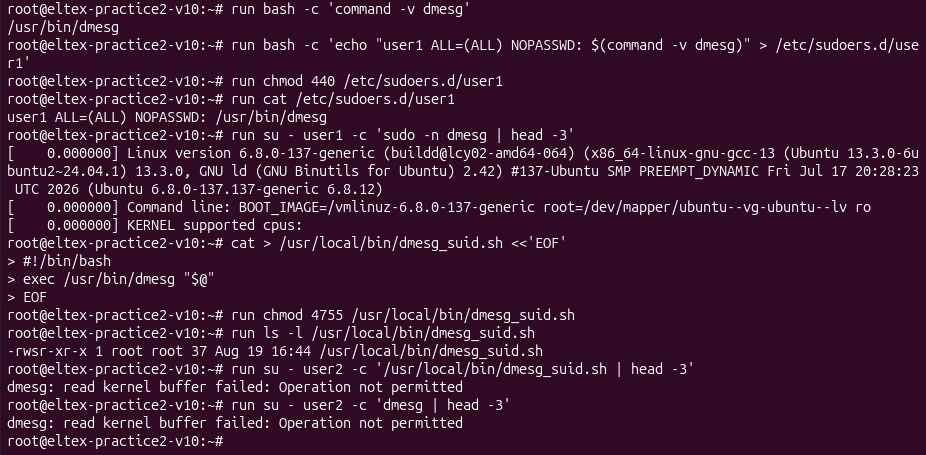 root@eltex-practice2-v10:~# run bash -c 'command -v dmesg'
/usr/bin/dmesg
root@eltex-practice2-v10:~# run bash -c 'echo "user1 ALL=(ALL) NOPASSWD: $(command -v dmesg)" > /etc/sudoers.d/use
r1'
root@eltex-practice2-v10:~# run chmod 440 /etc/sudoers.d/user1
root@eltex-practice2-v10:~# run cat /etc/sudoers.d/user1
user1 ALL=(ALL) NOPASSWD: /usr/bin/dmesg
root@eltex-practice2-v10:~# run su - user1 -c 'sudo -n dmesg | head -3'
[    0.000000] Linux version 6.8.0-137-generic (buildd@lcy02-amd64-064) (x86_64-linux-gnu-gcc-13 (Ubuntu 13.3.0-6u
buntu2~24.04.1) 13.3.0, GNU ld (GNU Binutils for Ubuntu) 2.42) #137-Ubuntu SMP PREEMPT_DYNAMIC Fri Jul 17 20:28:23
 UTC 2026 (Ubuntu 6.8.0-137.137-generic 6.8.12)
[    0.000000] Command line: BOOT_IMAGE=/vmlinuz-6.8.0-137-generic root=/dev/mapper/ubuntu--vg-ubuntu--lv ro
[    0.000000] KERNEL supported cpus:
root@eltex-practice2-v10:~# cat > /usr/local/bin/dmesg_suid.sh <<'EOF'
> #!/bin/bash
> exec /usr/bin/dmesg "$@"
> EOF
root@eltex-practice2-v10:~# run chmod 4755 /usr/local/bin/dmesg_suid.sh
root@eltex-practice2-v10:~# run ls -l /usr/local/bin/dmesg_suid.sh
-rwsr-xr-x 1 root root 37 Aug 19 16:44 /usr/local/bin/dmesg_suid.sh
root@eltex-practice2-v10:~# run su - user2 -c '/usr/local/bin/dmesg_suid.sh | head -3'
dmesg: read kernel buffer failed: Operation not permitted
root@eltex-practice2-v10:~# run su - user2 -c 'dmesg | head -3'
dmesg: read kernel buffer failed: Operation not permitted
root@eltex-practice2-v10:~#